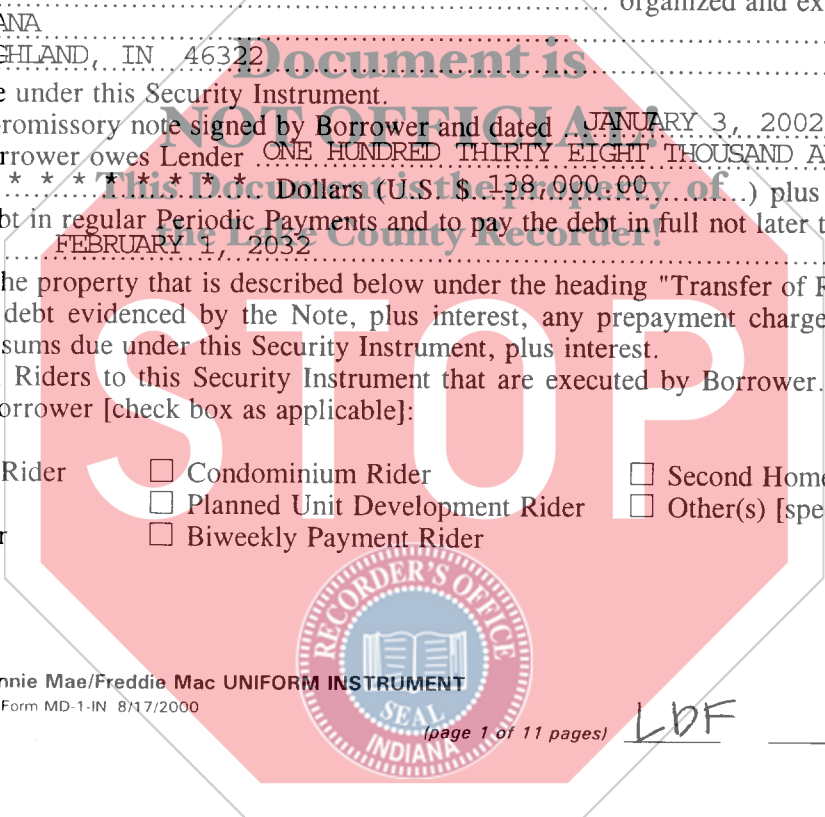 organized and ex
ANA
GHLAND, IN 46322
Document is
e under this Security Instrument.
NOT OFFICIAL!
romissory note signed by Borrower and dated JANUARY 3, 2002
rrower owes Lender ONE HUNDRED THIRTY EIGHT THOUSAND A
* * * * * * * * * Dollars (U.S. $ 138,000.00 ) plus
This Document is the property of
bt in regular Periodic Payments and to pay the debt in full not later t
the Lake County Recorder!
FEBRUARY 1, 2032
he property that is described below under the heading "Transfer of R
debt evidenced by the Note, plus interest, any prepayment charge
sums due under this Security Instrument, plus interest.
Riders to this Security Instrument that are executed by Borrower.
orrower [check box as applicable]:
STOP
Rider ☐ Condominium Rider ☐ Second Home
☐ Planned Unit Development Rider ☐ Other(s) [spe
r ☐ Biweekly Payment Rider
RECORDER'S OFFICE
SEAL
INDIANA
nnie Mae/Freddie Mac UNIFORM INSTRUMENT
Form MD-1-IN 8/17/2000
(page 1 of 11 pages) LDF